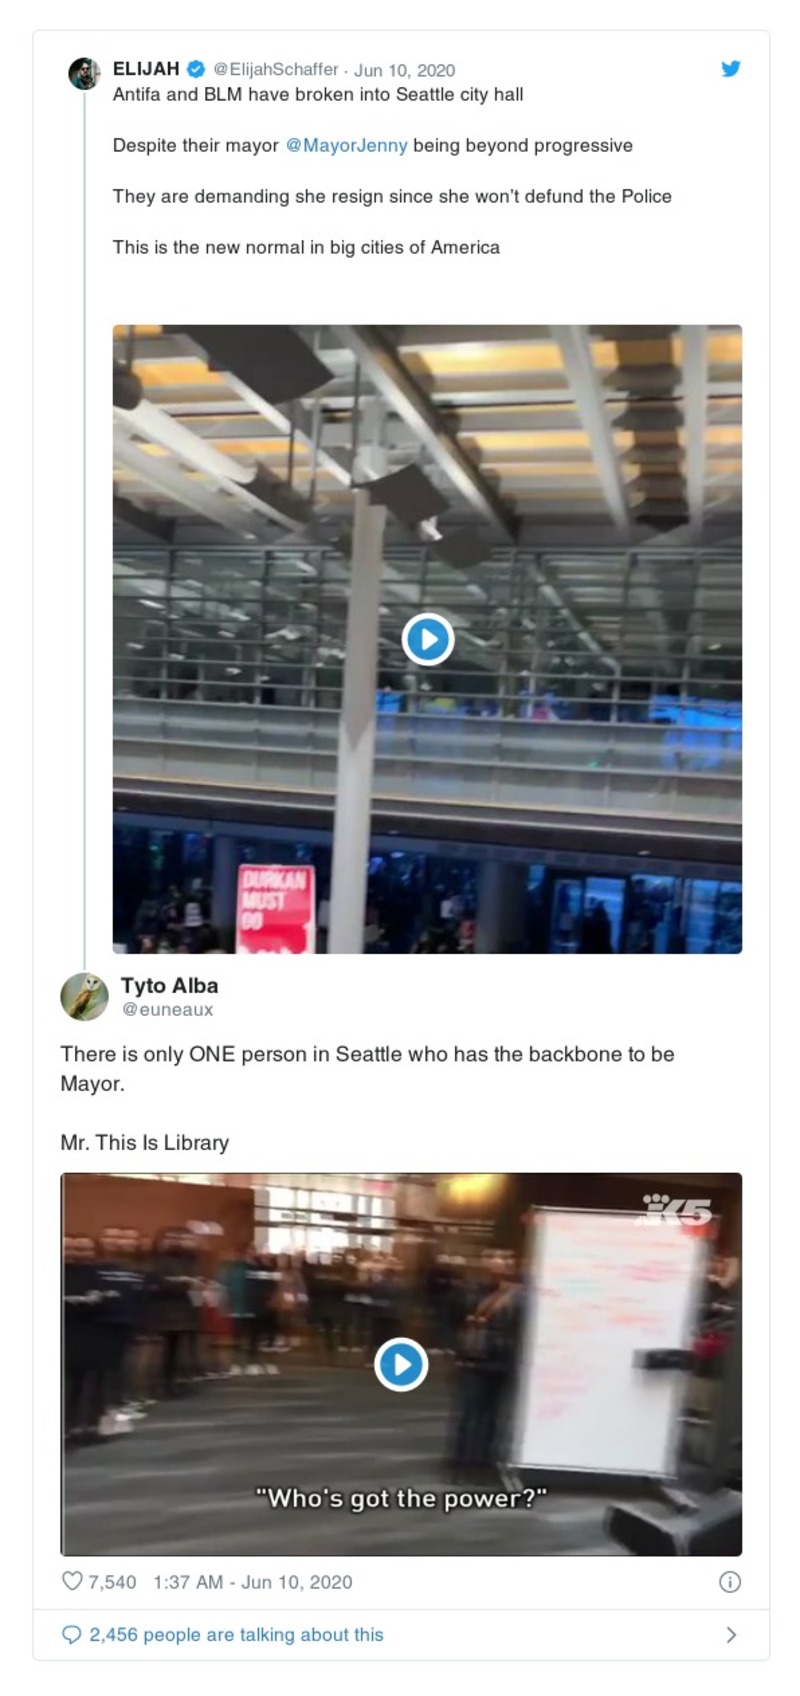 ELIJAH @ElijahSchaffer · Jun 10, 2020
Antifa and BLM have broken into Seattle city hall
Despite their mayor @MayorJenny being beyond progressive
They are demanding she resign since she won't defund the Police
This is the new normal in big cities of America
DURKAN
MUST
GO
Tyto Alba
@euneaux
There is only ONE person in Seattle who has the backbone to be
Mayor.
Mr. This Is Library
K5
"Who's got the power?"
7,540 1:37 AM - Jun 10, 2020
2,456 people are talking about this